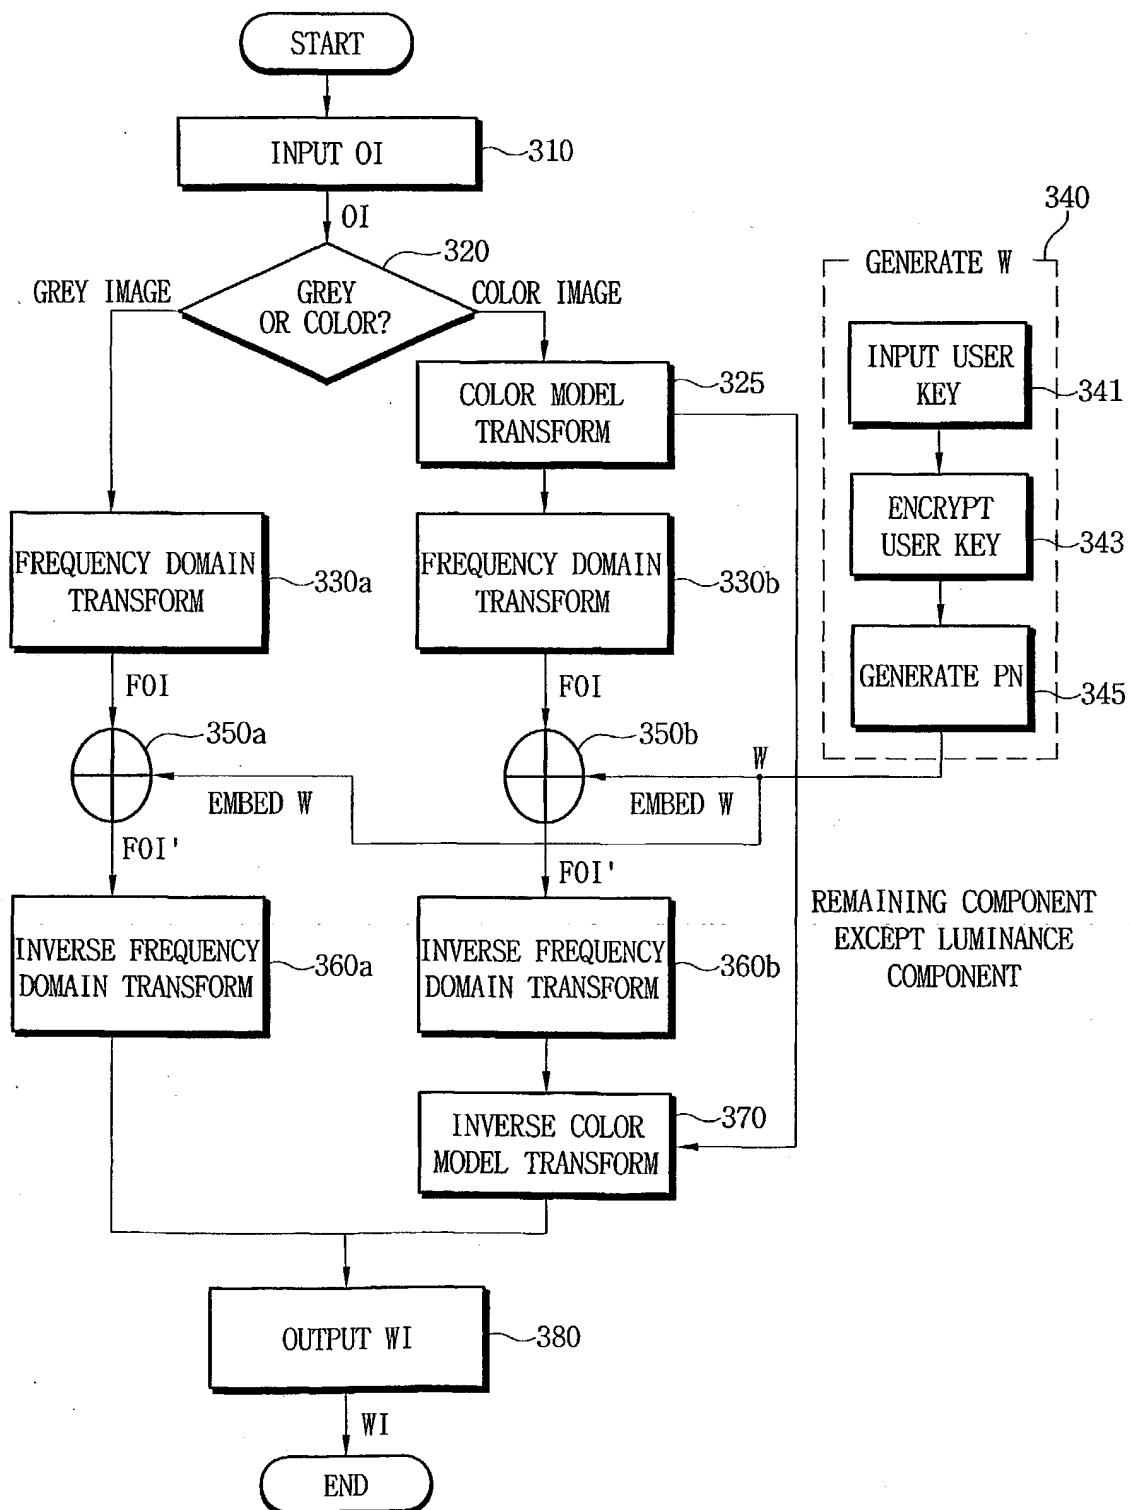 START
INPUT OI
310
OI
320
340
GENERATE W
GREY IMAGE
GREY
OR COLOR?
COLOR IMAGE
INPUT USER
KEY
341
COLOR MODEL
TRANSFORM
325
ENCRYPT
USER KEY
343
FREQUENCY DOMAIN
TRANSFORM
330a
FREQUENCY DOMAIN
TRANSFORM
330b
GENERATE PN
345
FOI
FOI
350a
350b
W
EMBED W
EMBED W
FOI'
FOI'
REMAINING COMPONENT
EXCEPT LUMINANCE
COMPONENT
INVERSE FREQUENCY
DOMAIN TRANSFORM
360a
INVERSE FREQUENCY
DOMAIN TRANSFORM
360b
INVERSE COLOR
MODEL TRANSFORM
370
OUTPUT WI
380
WI
END